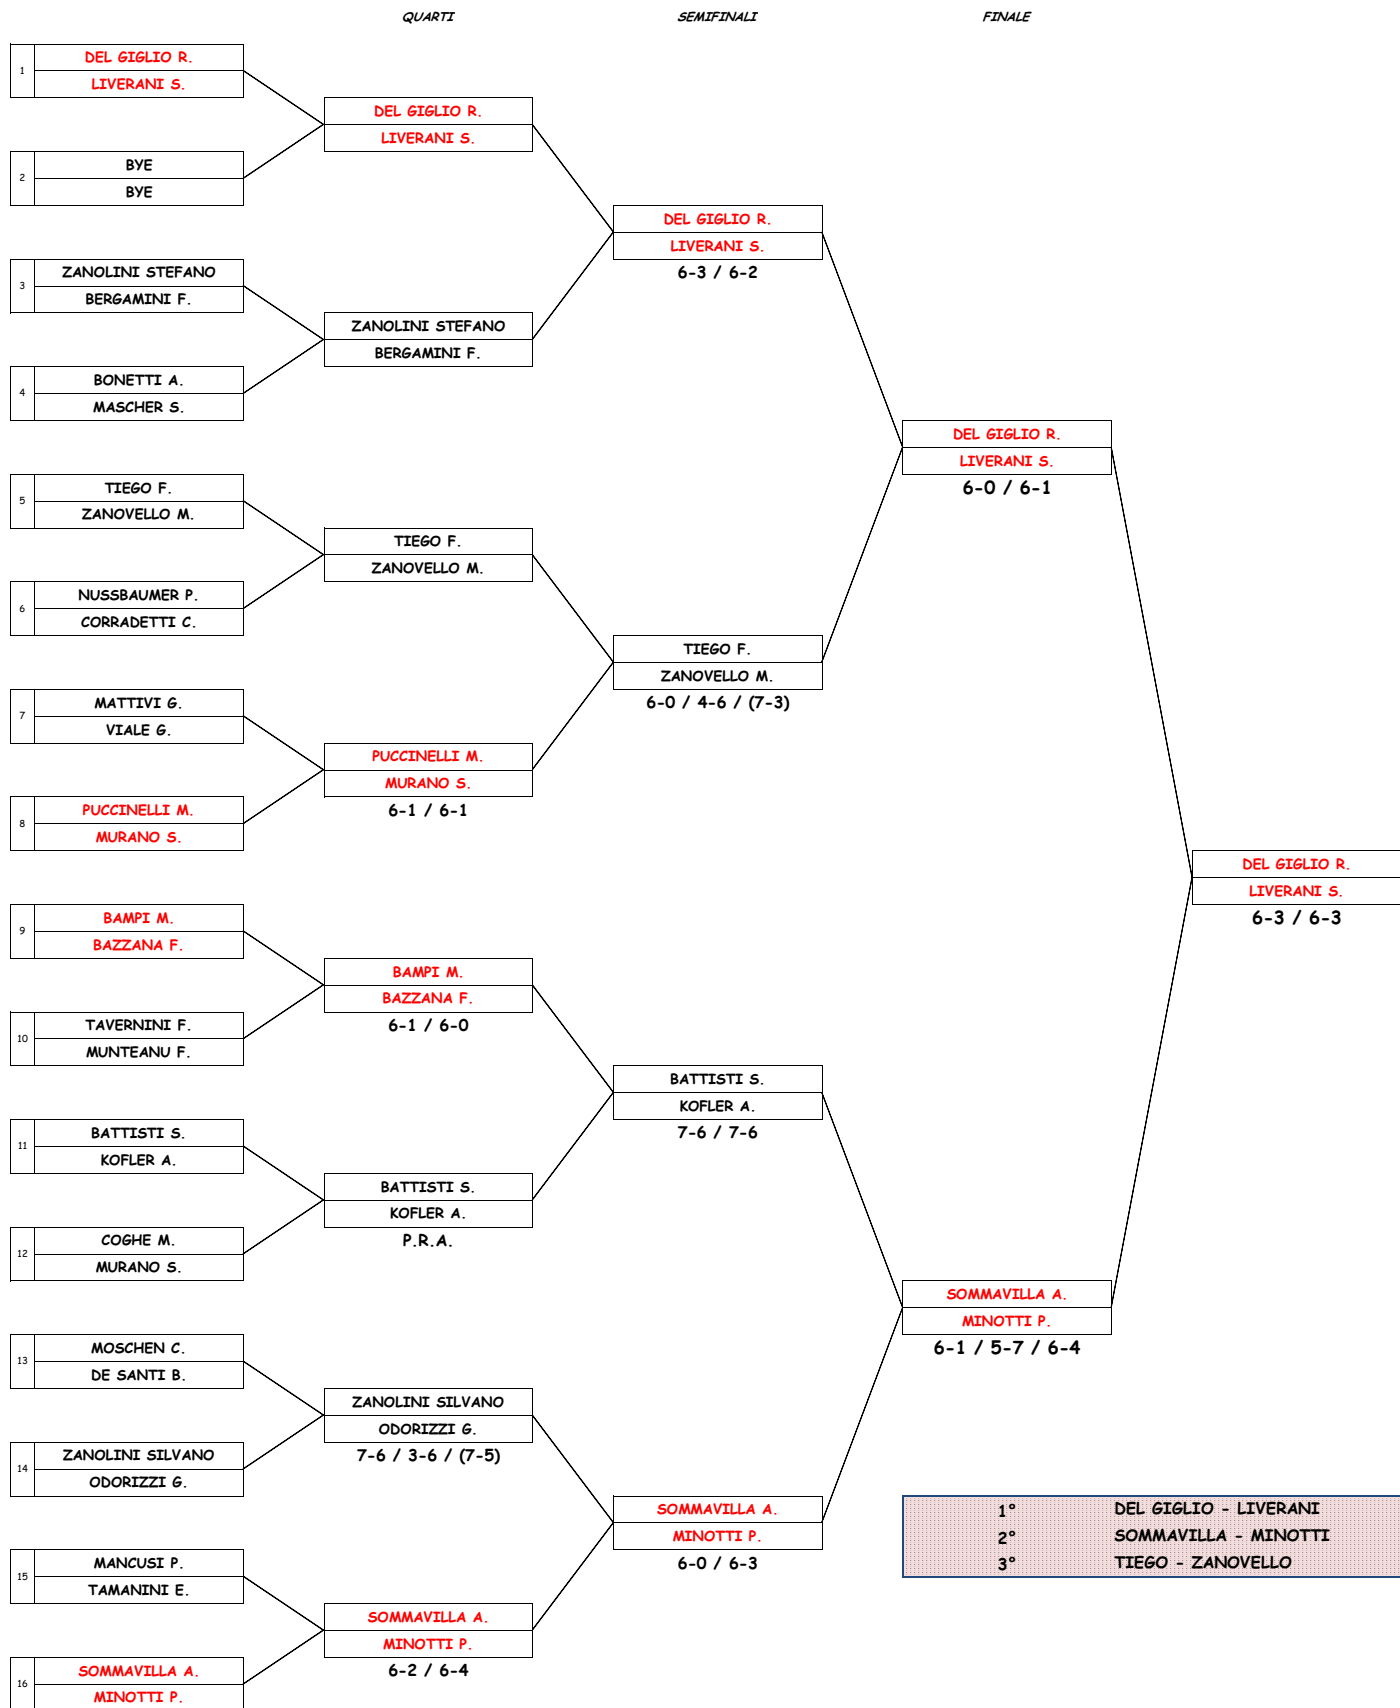 QUARTI
SEMIFINALI
FINALE
1
DEL GIGLIO R.
LIVERANI S.
2
BYE
BYE
3
ZANOLINI STEFANO
BERGAMINI F.
4
BONETTI A.
MASCHER S.
5
TIEGO F.
ZANOVELLO M.
6
NUSSBAUMER P.
CORRADETTI C.
7
MATTIVI G.
VIALE G.
8
PUCCINELLI M.
MURANO S.
9
BAMPI M.
BAZZANA F.
10
TAVERNINI F.
MUNTEANU F.
11
BATTISTI S.
KOFLER A.
12
COGHE M.
MURANO S.
13
MOSCHEN C.
DE SANTI B.
14
ZANOLINI SILVANO
ODORIZZI G.
15
MANCUSI P.
TAMANINI E.
16
SOMMAVILLA A.
MINOTTI P.
DEL GIGLIO R.
LIVERANI S.
ZANOLINI STEFANO
BERGAMINI F.
TIEGO F.
ZANOVELLO M.
PUCCINELLI M.
MURANO S.
6-1 / 6-1
BAMPI M.
BAZZANA F.
6-1 / 6-0
BATTISTI S.
KOFLER A.
P.R.A.
ZANOLINI SILVANO
ODORIZZI G.
7-6 / 3-6 / (7-5)
SOMMAVILLA A.
MINOTTI P.
6-2 / 6-4
DEL GIGLIO R.
LIVERANI S.
6-3 / 6-2
TIEGO F.
ZANOVELLO M.
6-0 / 4-6 / (7-3)
BATTISTI S.
KOFLER A.
7-6 / 7-6
SOMMAVILLA A.
MINOTTI P.
6-0 / 6-3
DEL GIGLIO R.
LIVERANI S.
6-0 / 6-1
SOMMAVILLA A.
MINOTTI P.
6-1 / 5-7 / 6-4
DEL GIGLIO R.
LIVERANI S.
6-3 / 6-3
1° DEL GIGLIO - LIVERANI
2° SOMMAVILLA - MINOTTI
3° TIEGO - ZANOVELLO